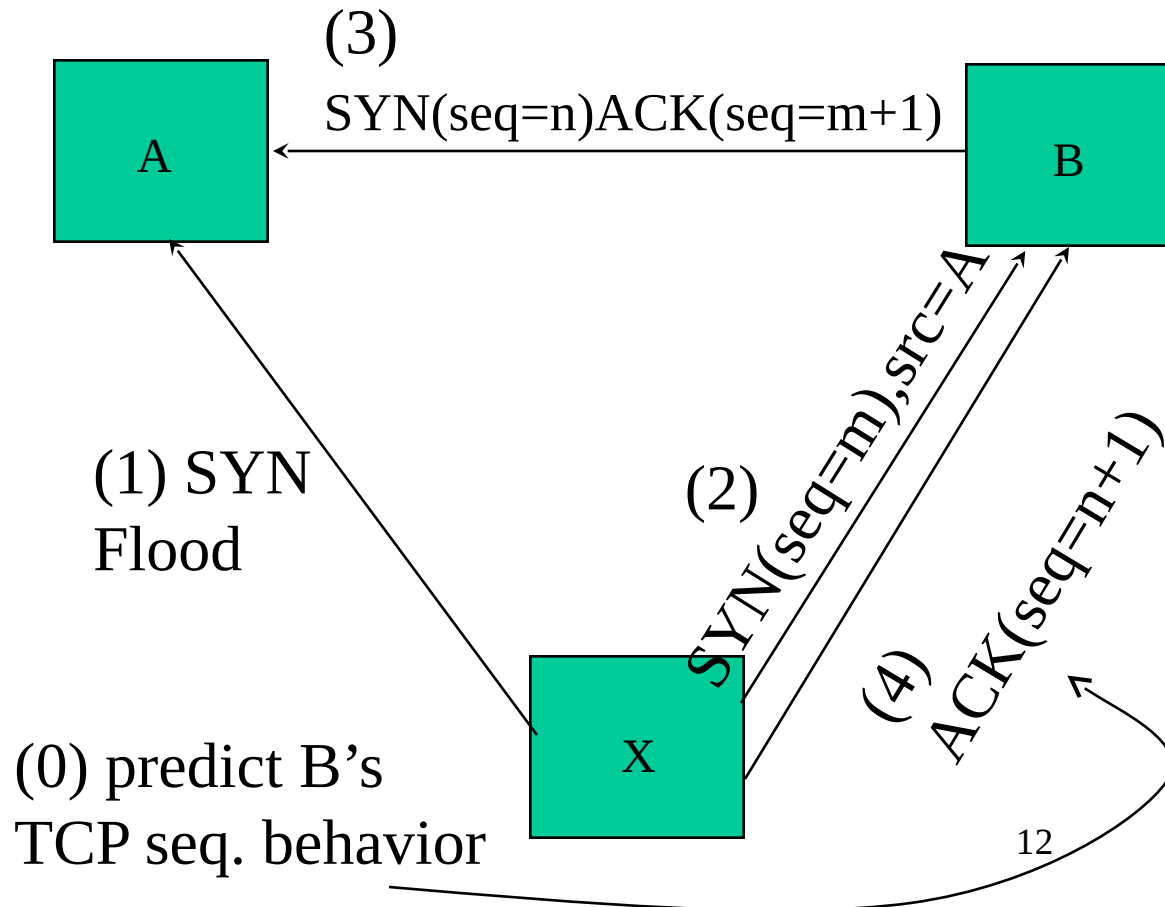 (3)
SYN(seq=n)ACK(seq=m+1)
A
B
(1) SYN
Flood
(2)
SYN(seq=m),src=A
(4)
ACK(seq=n+1)
X
(0) predict B’s
TCP seq. behavior
12